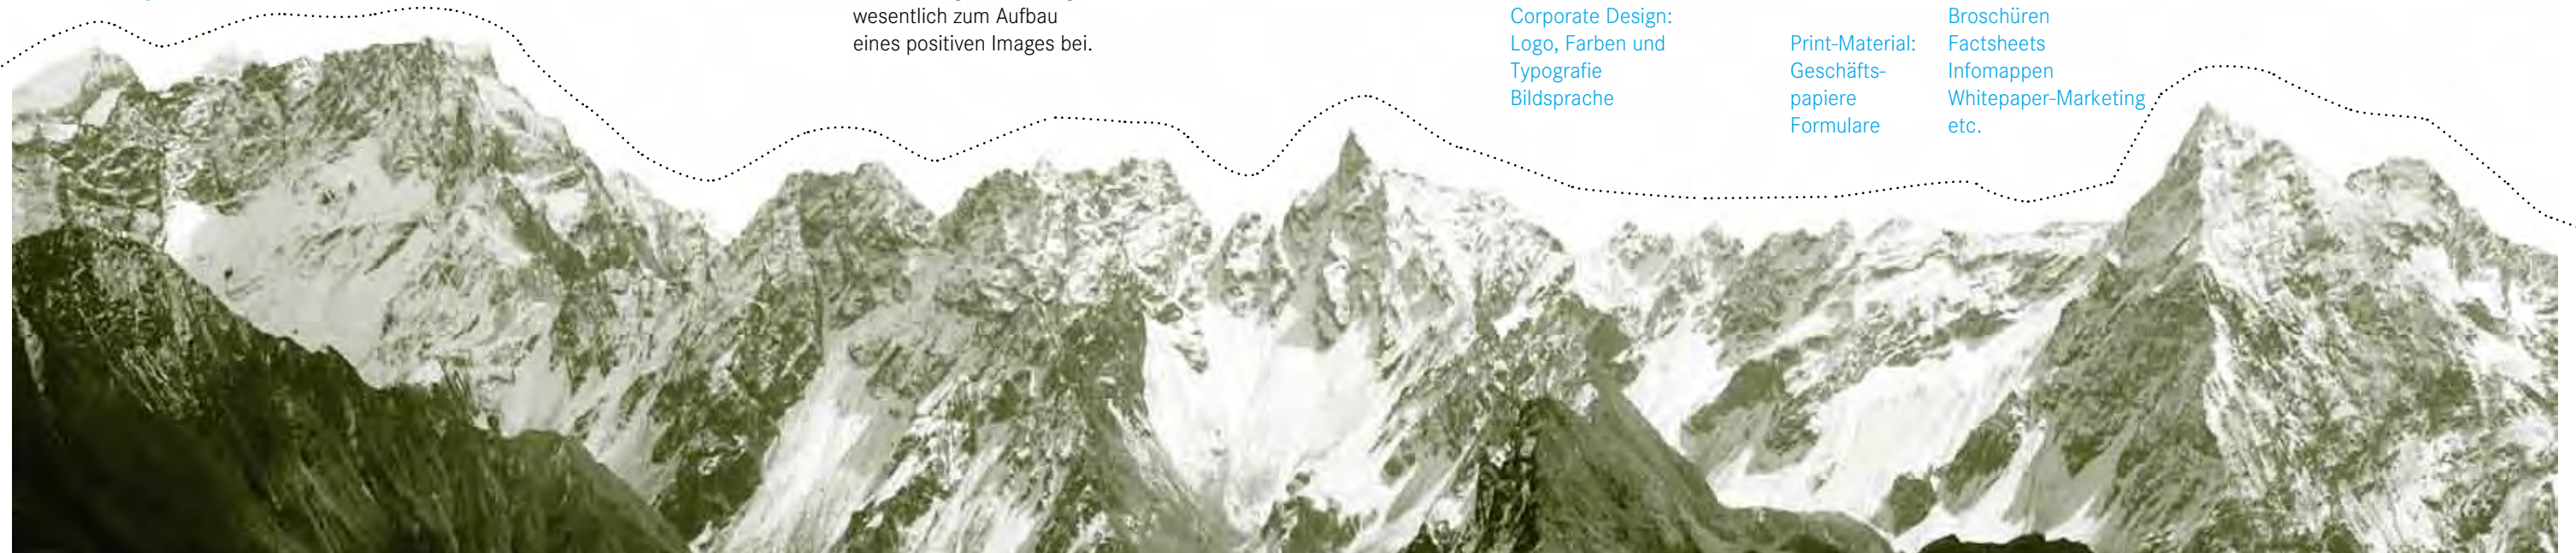 wesentlich zum Aufbau
eines positiven Images bei.
Corporate Design:
Logo, Farben und
Typografie
Bildsprache
Print-Material:
Geschäfts-
papiere
Formulare
Broschüren
Factsheets
Infomappen
Whitepaper-Marketing
etc.